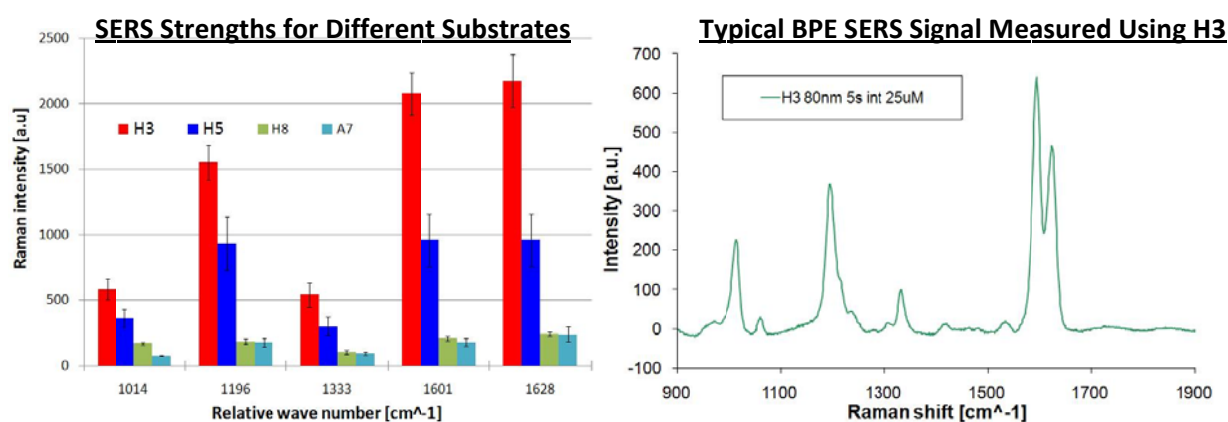 SERS Strengths for Different Substrates
2500
2000
1500
1000
500
0
Raman intensity [a.u]
H3 H5 H8 A7
1014 1196 1333 1601 1628
Relative wave number [cm^-1]
Typical BPE SERS Signal Measured Using H3
700
600
500
400
300
200
100
0
-100
Intensity [a.u.]
H3 80nm 5s int 25uM
900 1100 1300 1500 1700 1900
Raman shift [cm^-1]